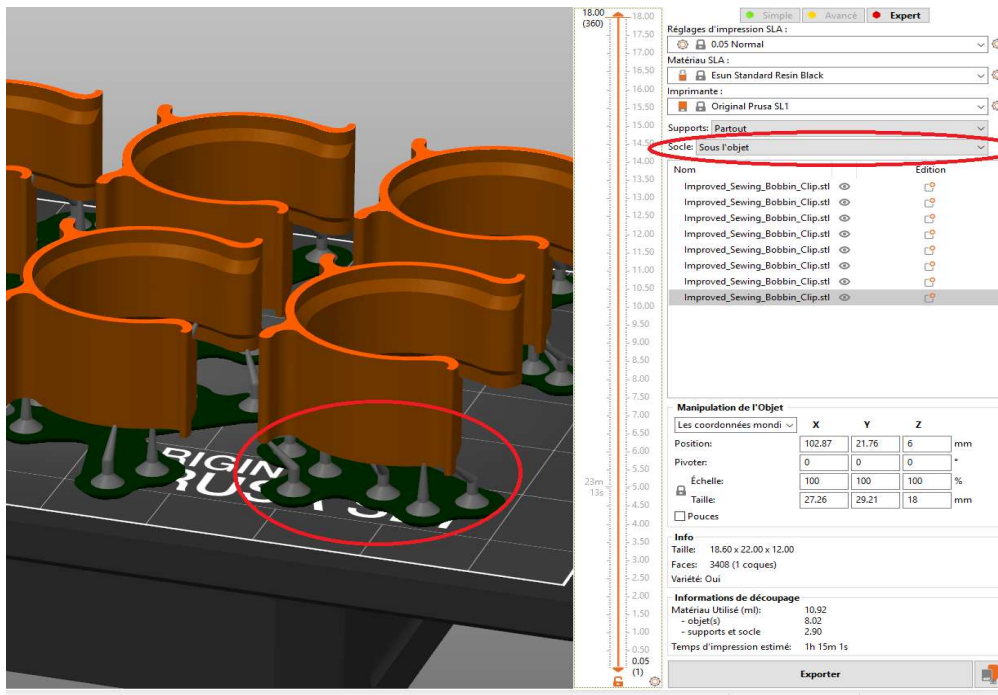 18.00
(360)
18.00
17.50
17.00
16.50
16.00
15.50
15.00
14.50
14.00
13.50
13.00
12.50
12.00
11.50
11.00
10.50
10.00
9.50
9.00
8.50
8.00
7.50
7.00
6.50
6.00
5.50
5.00
4.50
4.00
3.50
3.00
2.50
2.00
1.50
1.00
0.50
0.05
(1)
23m
13s
Simple Avancé Expert
Réglages d'impression SLA :
0.05 Normal
Matériau SLA :
Esun Standard Resin Black
Imprimante :
Original Prusa SL1
Supports: Partout
Socle: Sous l'objet
Nom Edition
Improved_Sewing_Bobbin_Clip.stl
Improved_Sewing_Bobbin_Clip.stl
Improved_Sewing_Bobbin_Clip.stl
Improved_Sewing_Bobbin_Clip.stl
Improved_Sewing_Bobbin_Clip.stl
Improved_Sewing_Bobbin_Clip.stl
Improved_Sewing_Bobbin_Clip.stl
Improved_Sewing_Bobbin_Clip.stl
Manipulation de l'Objet
Les coordonnées mondi X Y Z
Position: 102.87 21.76 6 mm
Pivoter: 0 0 0 °
Échelle: 100 100 100 %
Taille: 27.26 29.21 18 mm
Pouces
Info
Taille: 18.60 x 22.00 x 12.00
Faces: 3408 (1 coques)
Variété: Oui
Informations de découpage
Matériau Utilisé (ml): 10.92
- objet(s) 8.02
- supports et socle 2.90
Temps d'impression estimé: 1h 15m 1s
Exporter